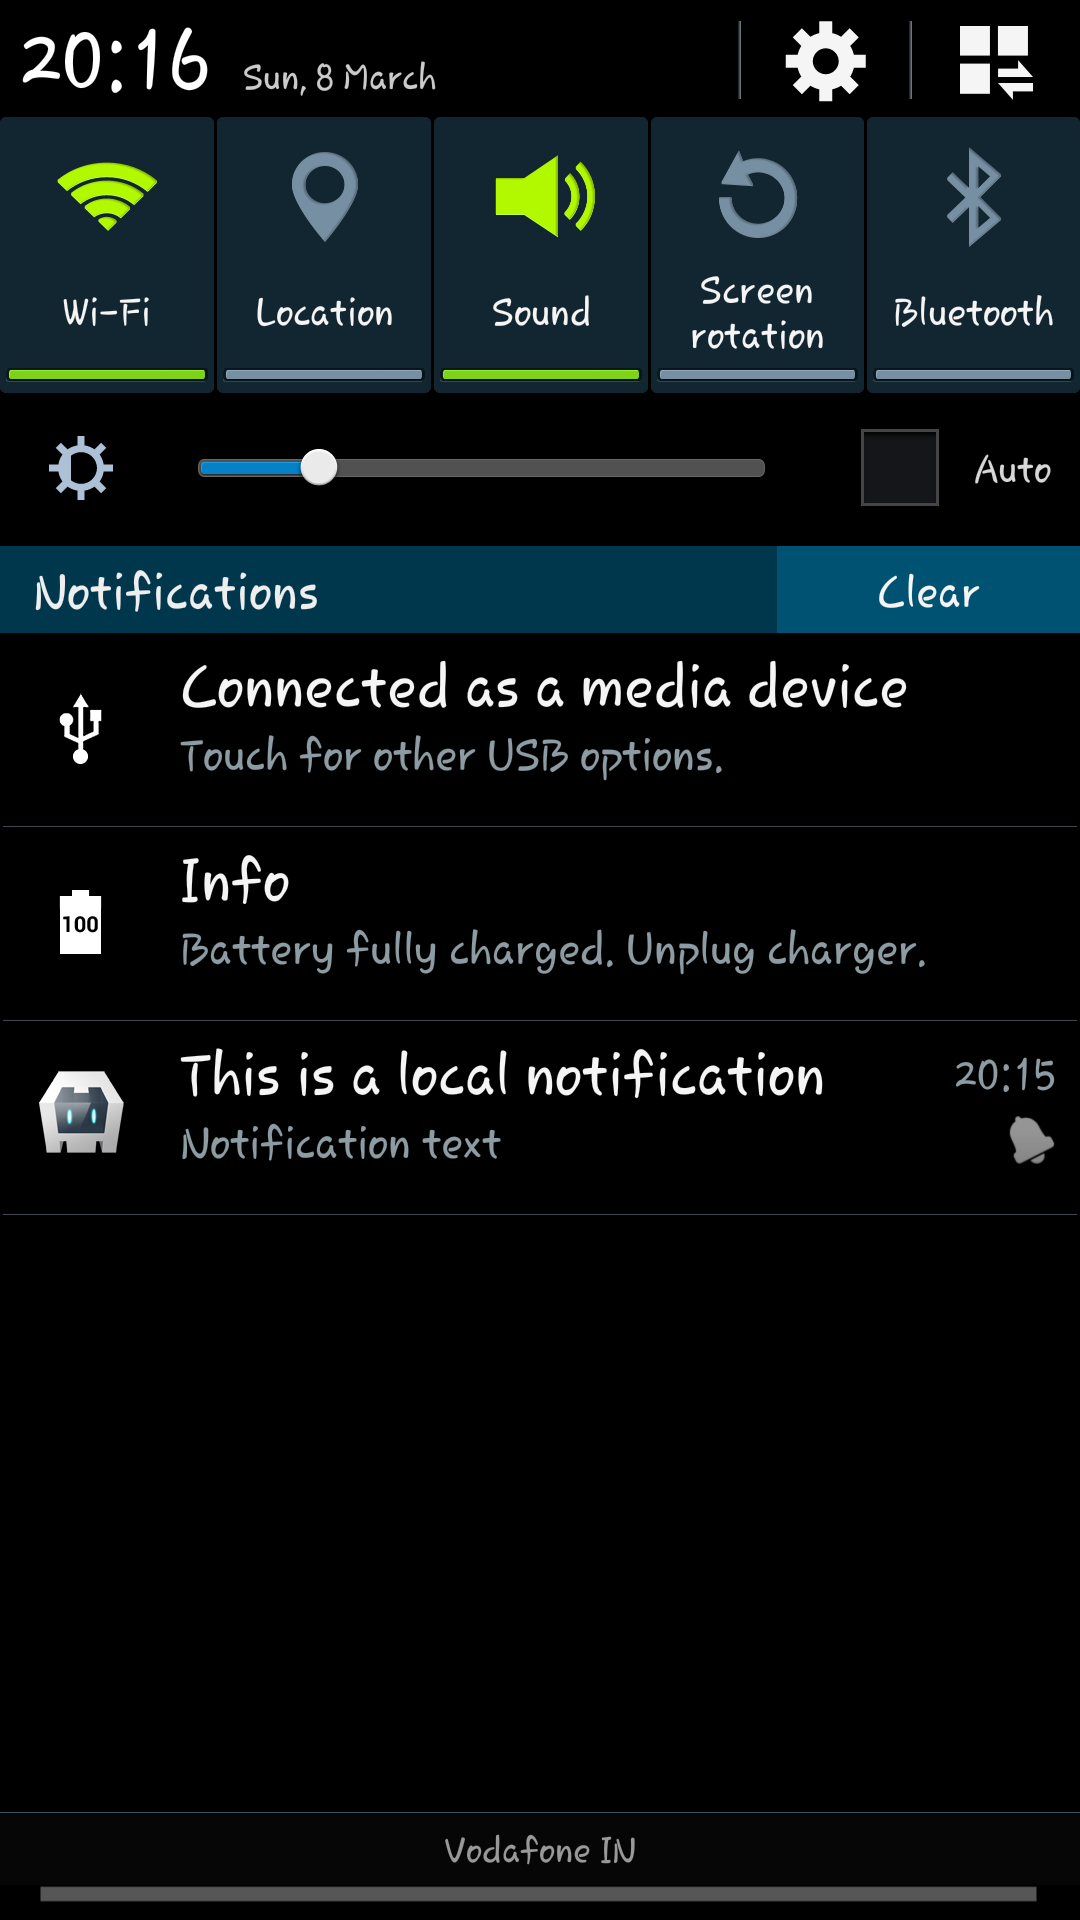 20:16 Sun, 8 March
Wi-Fi Location Sound Screen rotation Bluetooth
Auto
Notifications Clear
Connected as a media device
Touch for other USB options.
100
Info
Battery fully charged. Unplug charger.
This is a local notification 20:15
Notification text
Vodafone IN